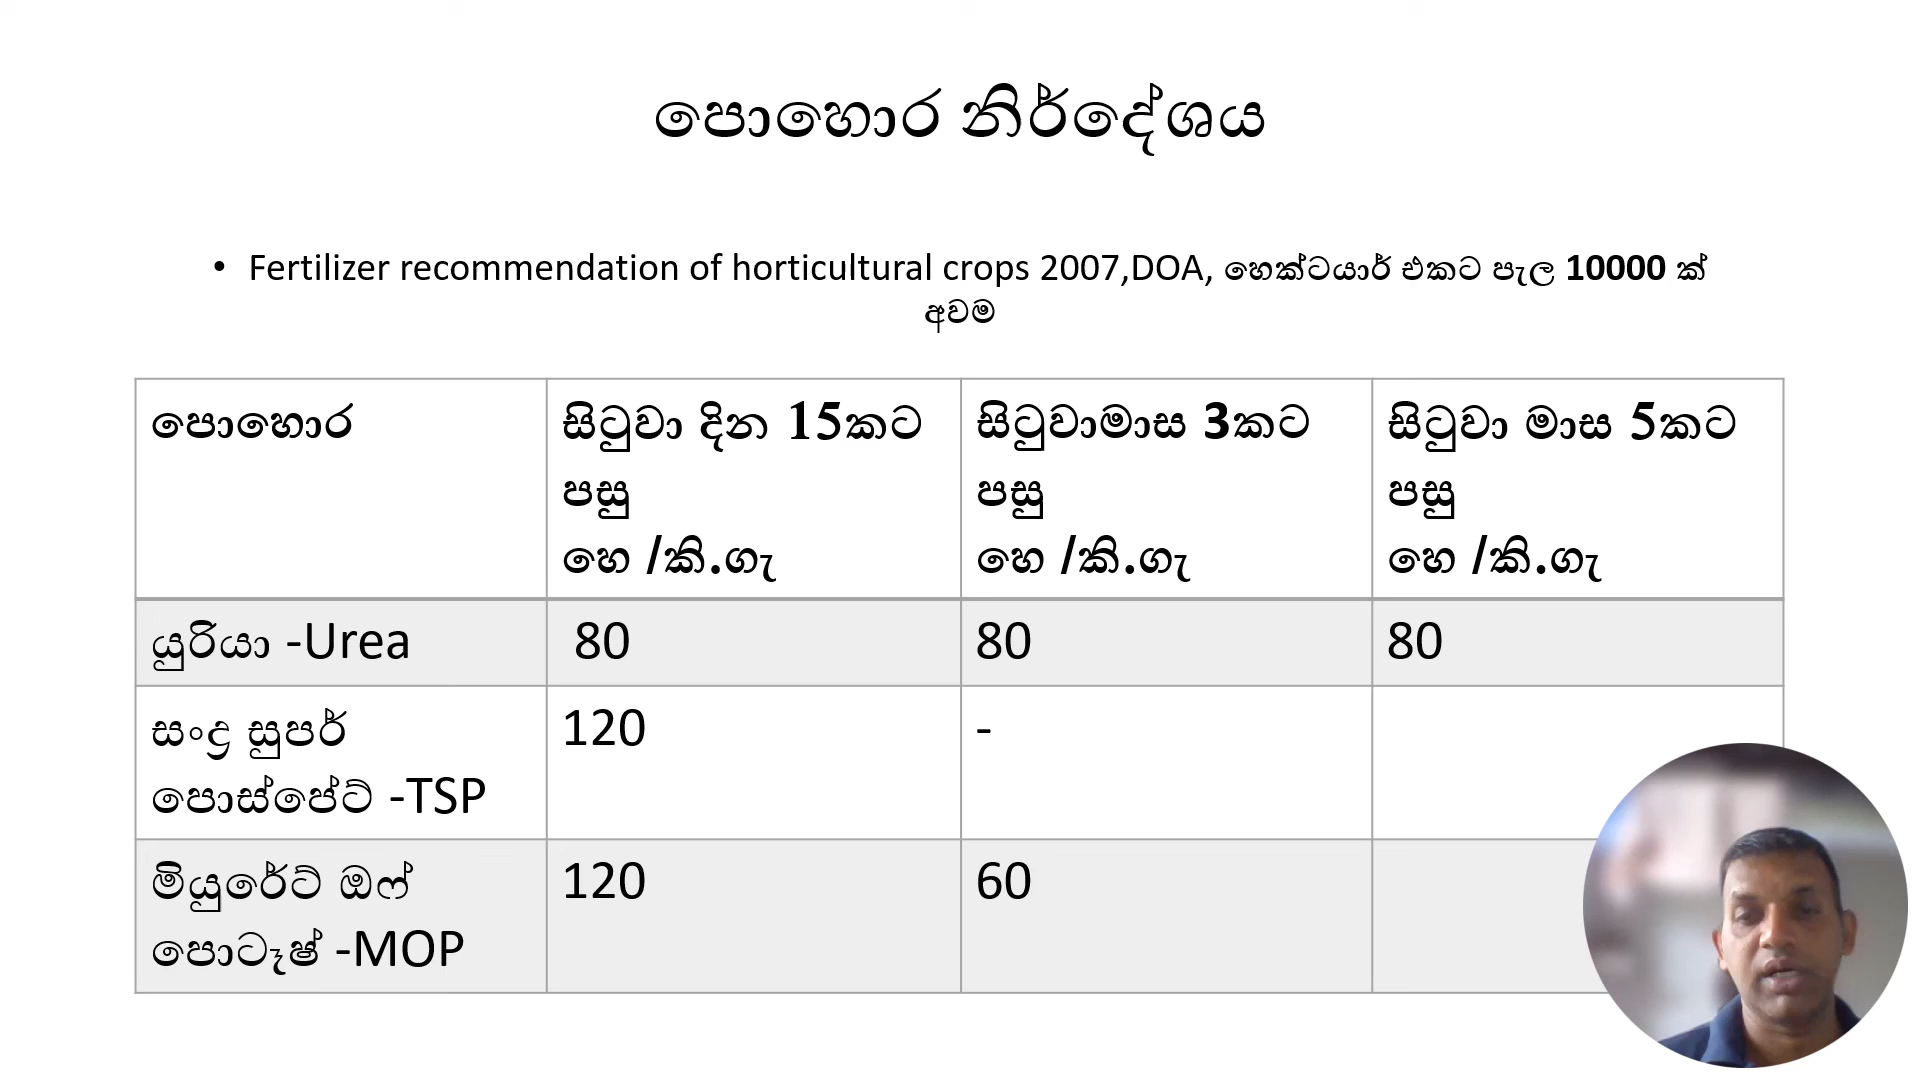 පොහොර නිර්දේශය
• Fertilizer recommendation of horticultural crops 2007,DOA, හෙක්ටයාර් එකට පැල 10000 ක්
අවම
පොහොර
සිටුවා දින 15කට
පසු
හෙ /කි.ගැ
සිටුවාමාස 3කට
පසු
හෙ /කි.ගැ
සිටුවා මාස 5කට
පසු
හෙ /කි.ගැ
යුරියා -Urea
80
80
80
සංද්‍ර සුපර්
පොස්පේට් -TSP
120
-
මියුරේට් ඔෆ්
පොටෑෂ් -MOP
120
60